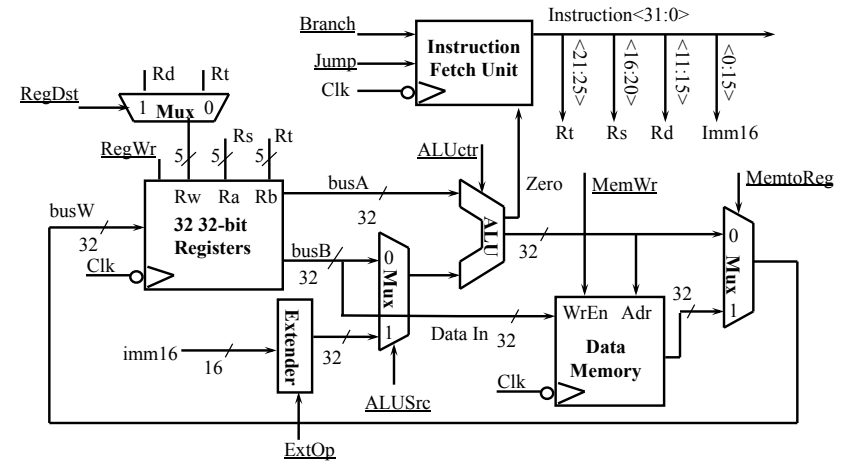 Branch
Instruction<31:0>
Instruction
Fetch Unit
Jump
Clk
<21:25>
<16:20>
<11:15>
<0:15>
Rt
Rs
Rd
Imm16
Rd
Rt
RegDst
1 Mux 0
RegWr
5
5
Rs
5
Rt
ALUctr
Zero
MemWr
MemtoReg
Rw
Ra
Rb
32 32-bit
Registers
busW
32
Clk
busA
32
busB
32
ALU
32
0
Mux
1
0
Mux
1
32
imm16
16
Extender
32
Data In
32
WrEn
Adr
Data
Memory
Clk
ALUSrc
ExtOp